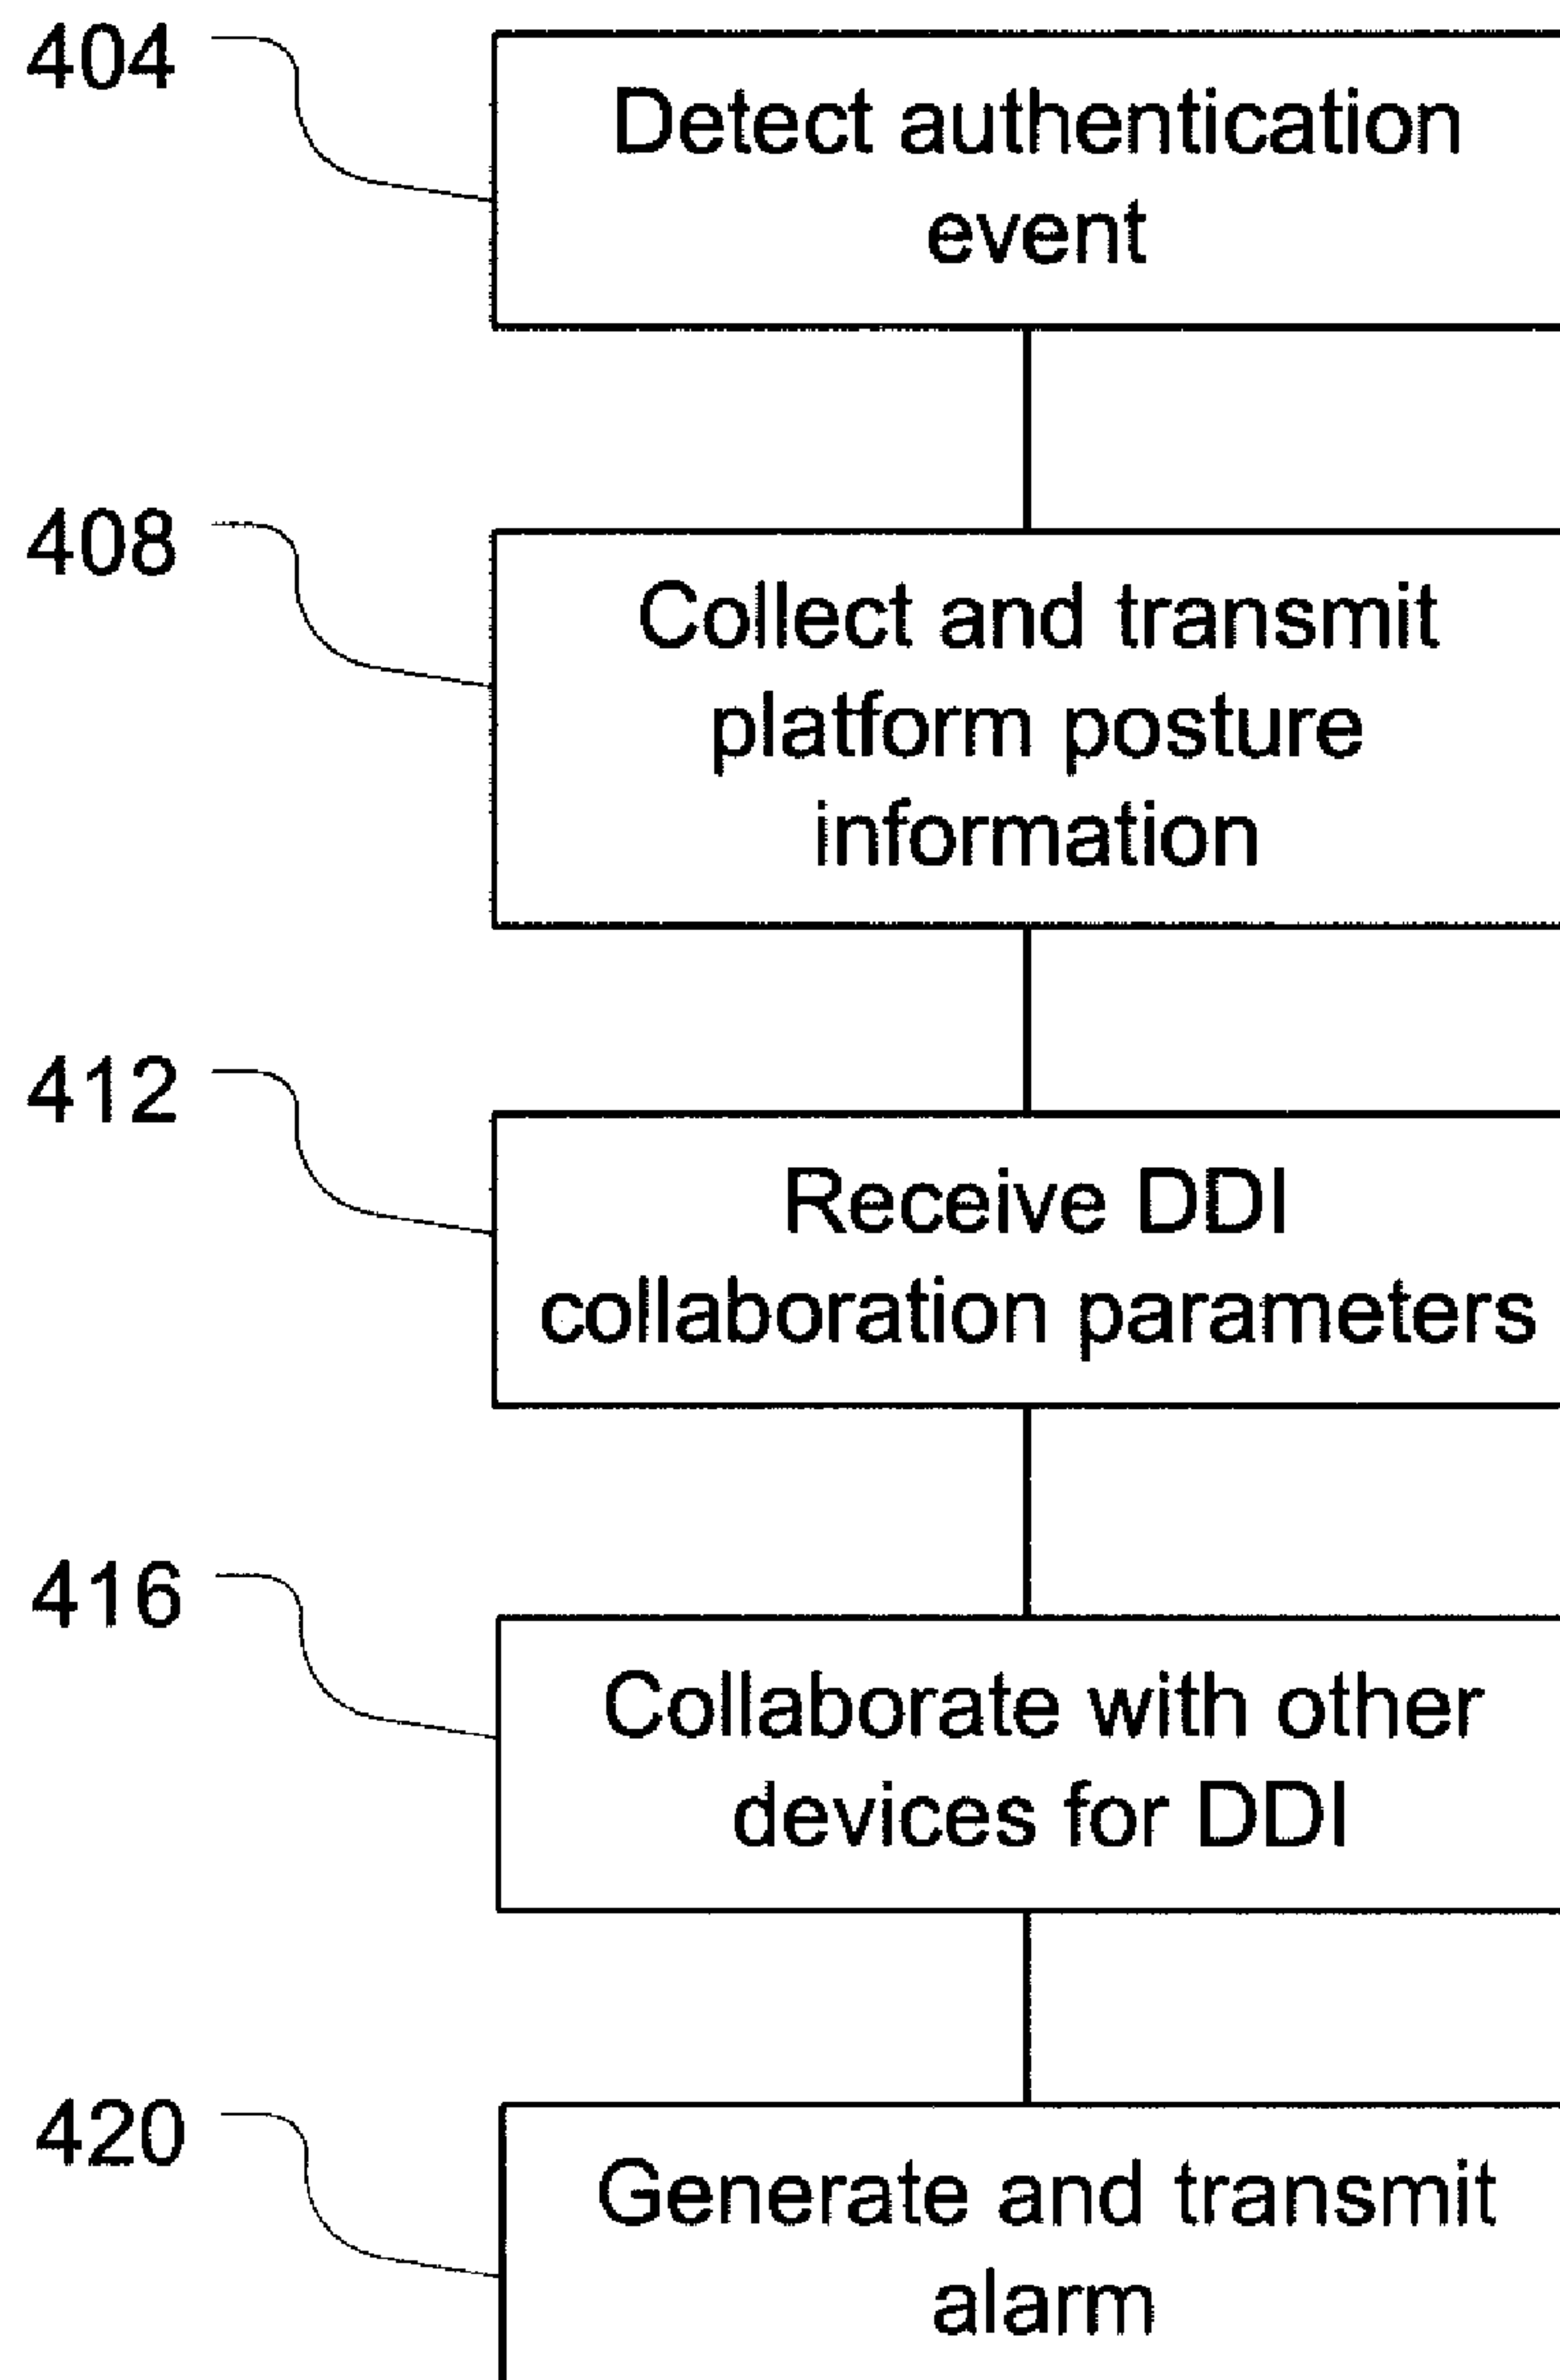 404
Detect authentication
event
408
Collect and transmit
platform posture
information
412
Receive DDI
collaboration parameters
416
Collaborate with other
devices for DDI
420
Generate and transmit
alarm